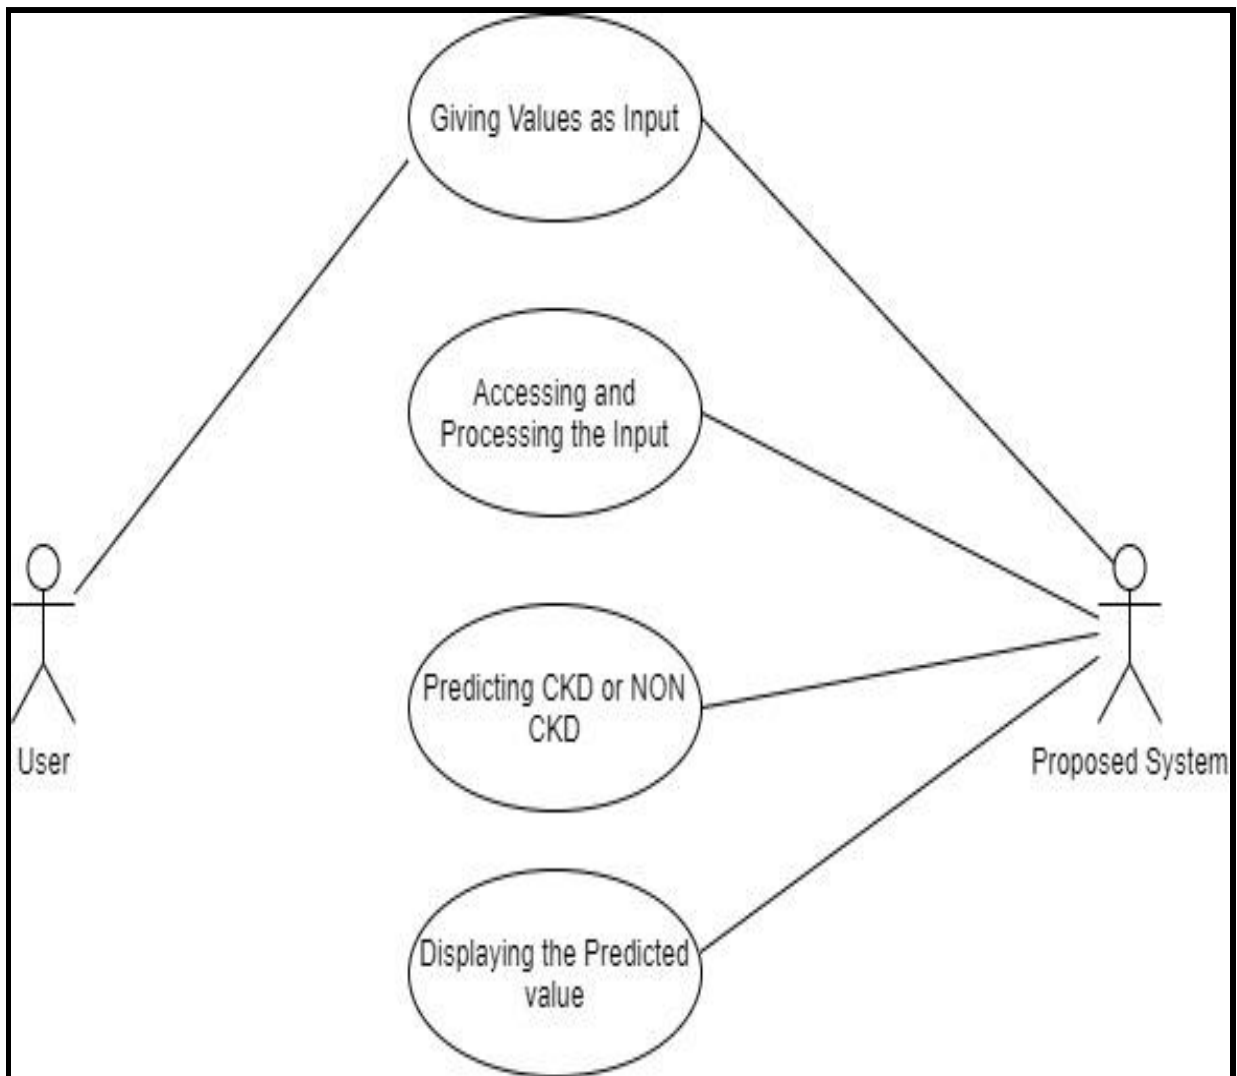 Giving Values as Input
Accessing and
Processing the Input
Predicting CKD or NON
CKD
User
Proposed System
Displaying the Predicted
value